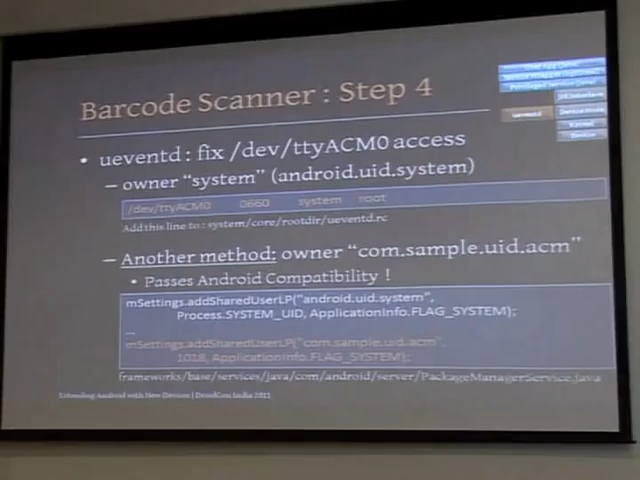 Barcode Scanner : Step 4
• ueventd : fix /dev/ttyACM0 access
– owner “system” (android.uid.system)
/dev/ttyACM0 0660 system root
Add this line to : system/core/rootdir/ueventd.rc
– Another method: owner “com.sample.uid.acm”
• Passes Android Compatibility !
mSettings.addSharedUserLP("android.uid.system",
Process.SYSTEM_UID, ApplicationInfo.FLAG_SYSTEM);
...
mSettings.addSharedUserLP("com.sample.uid.acm",
1018, ApplicationInfo.FLAG_SYSTEM);
frameworks/base/services/java/com/android/server/PackageManagerService.java
Extending Android with New Devices | DroidCon India 2011
ueventd
Kernel
Device